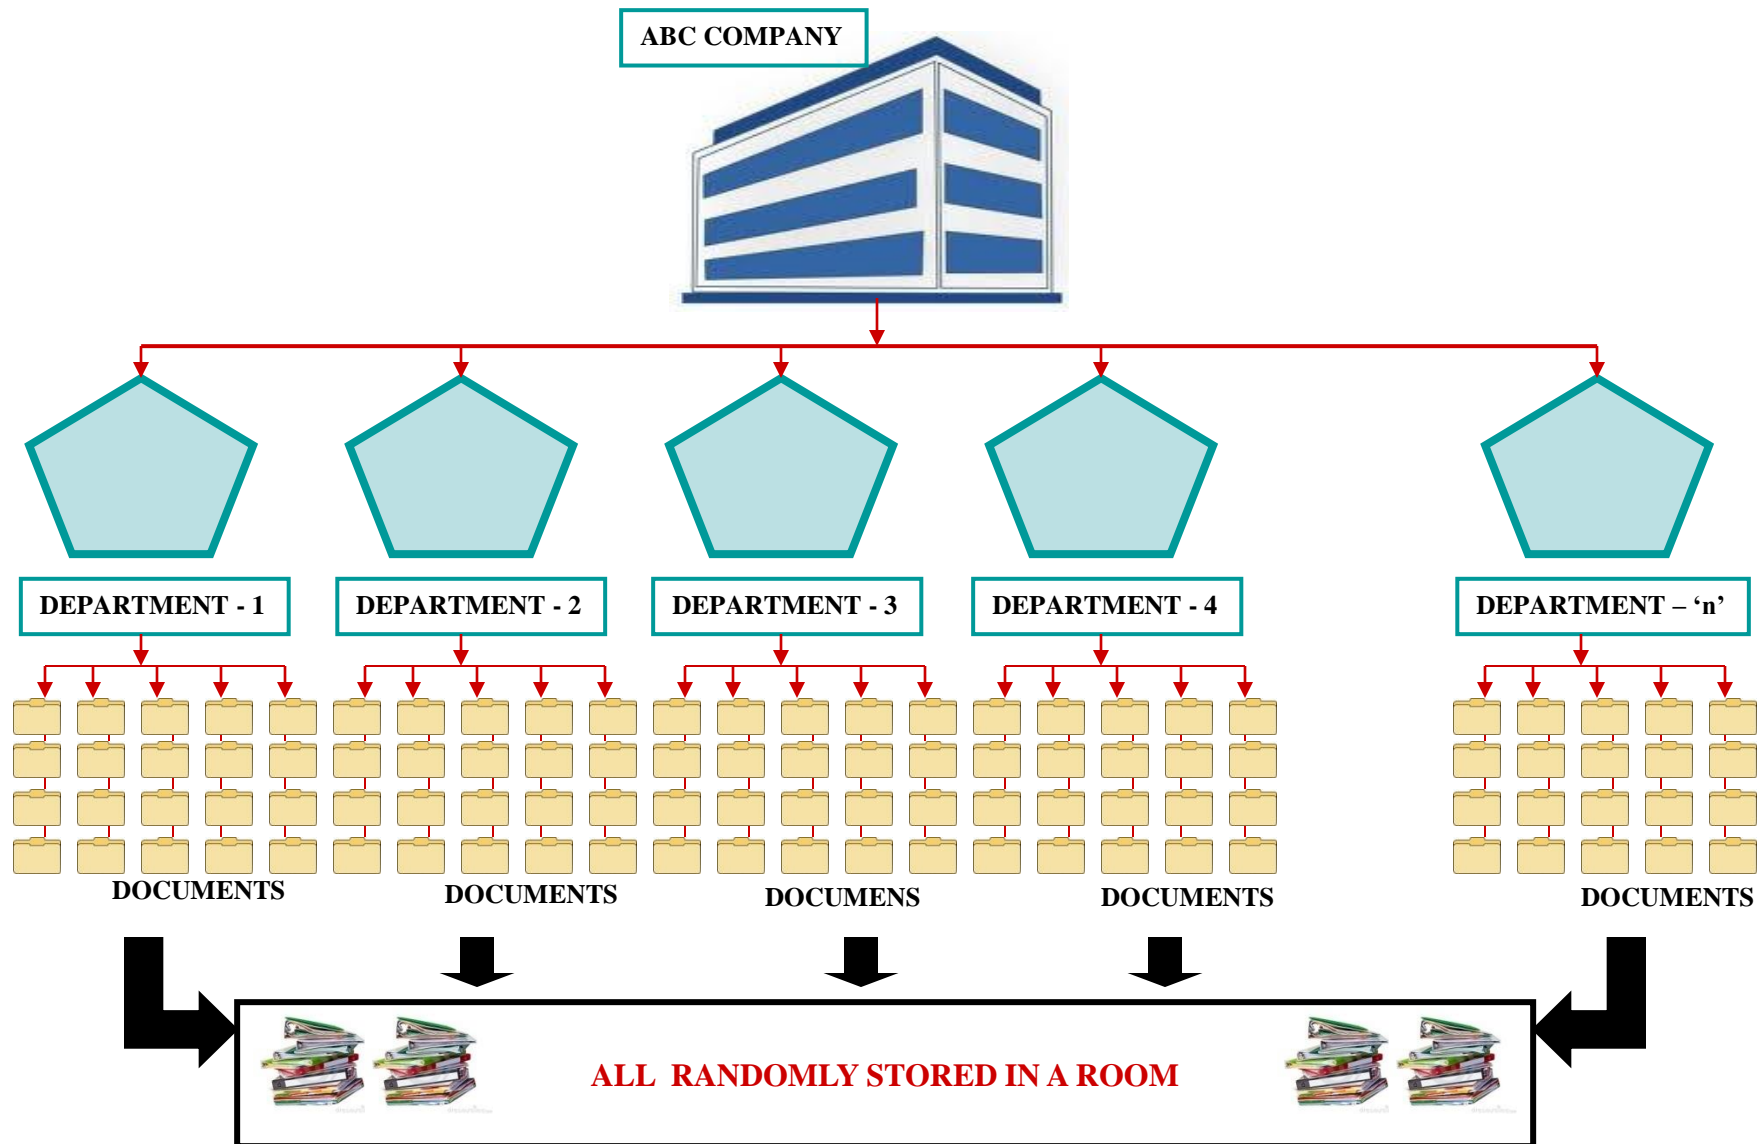 ABC COMPANY
DEPARTMENT - 1
DEPARTMENT - 2
DEPARTMENT - 3
DEPARTMENT - 4
DEPARTMENT – ‘n’
DOCUMENTS
DOCUMENTS
DOCUMENS
DOCUMENTS
DOCUMENTS
ALL RANDOMLY STORED IN A ROOM